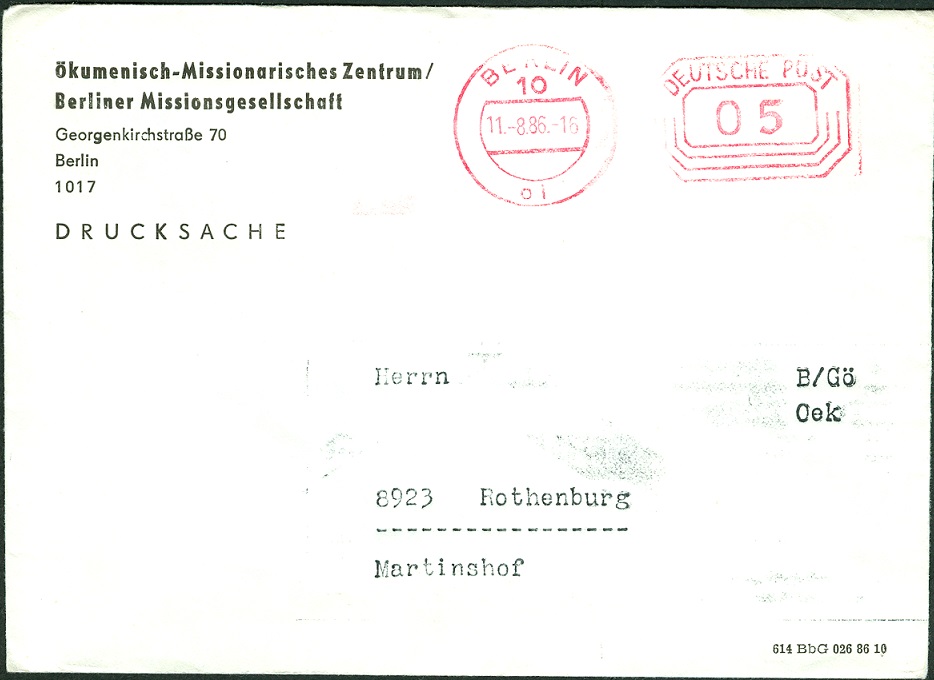 Ökumenisch-Missionarisches Zentrum/
Berliner Missionsgesellschaft
Georgenkirchstraße 70
Berlin
1017
DRUCKSACHE
BERLIN
10
11.-8.86.-16
DEUTSCHE POST
05
Herrn
B/Gö
Oek
8923 Rothenburg
Martinshof
614 BbG 026 86 10